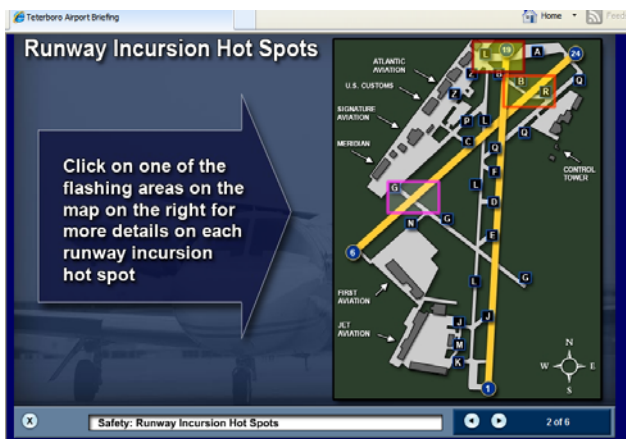 Teterboro Airport Briefing
Home
Feed
Runway Incursion Hot Spots
Click on one of the
flashing areas on the
map on the right for
more details on each
runway incursion
hot spot
L
19
A
24
ATLANTIC
AVIATION
Z
B
B
Q
U.S. CUSTOMS
Z
R
SIGNATURE
AVIATION
P
L
Q
MERIDIAN
C
Q
CONTROL
TOWER
F
G
L
D
N
G
E
6
G
FIRST
AVIATION
L
JET
AVIATION
J
J
M
K
1
N
W
E
S
X
Safety: Runway Incursion Hot Spots
2 of 6